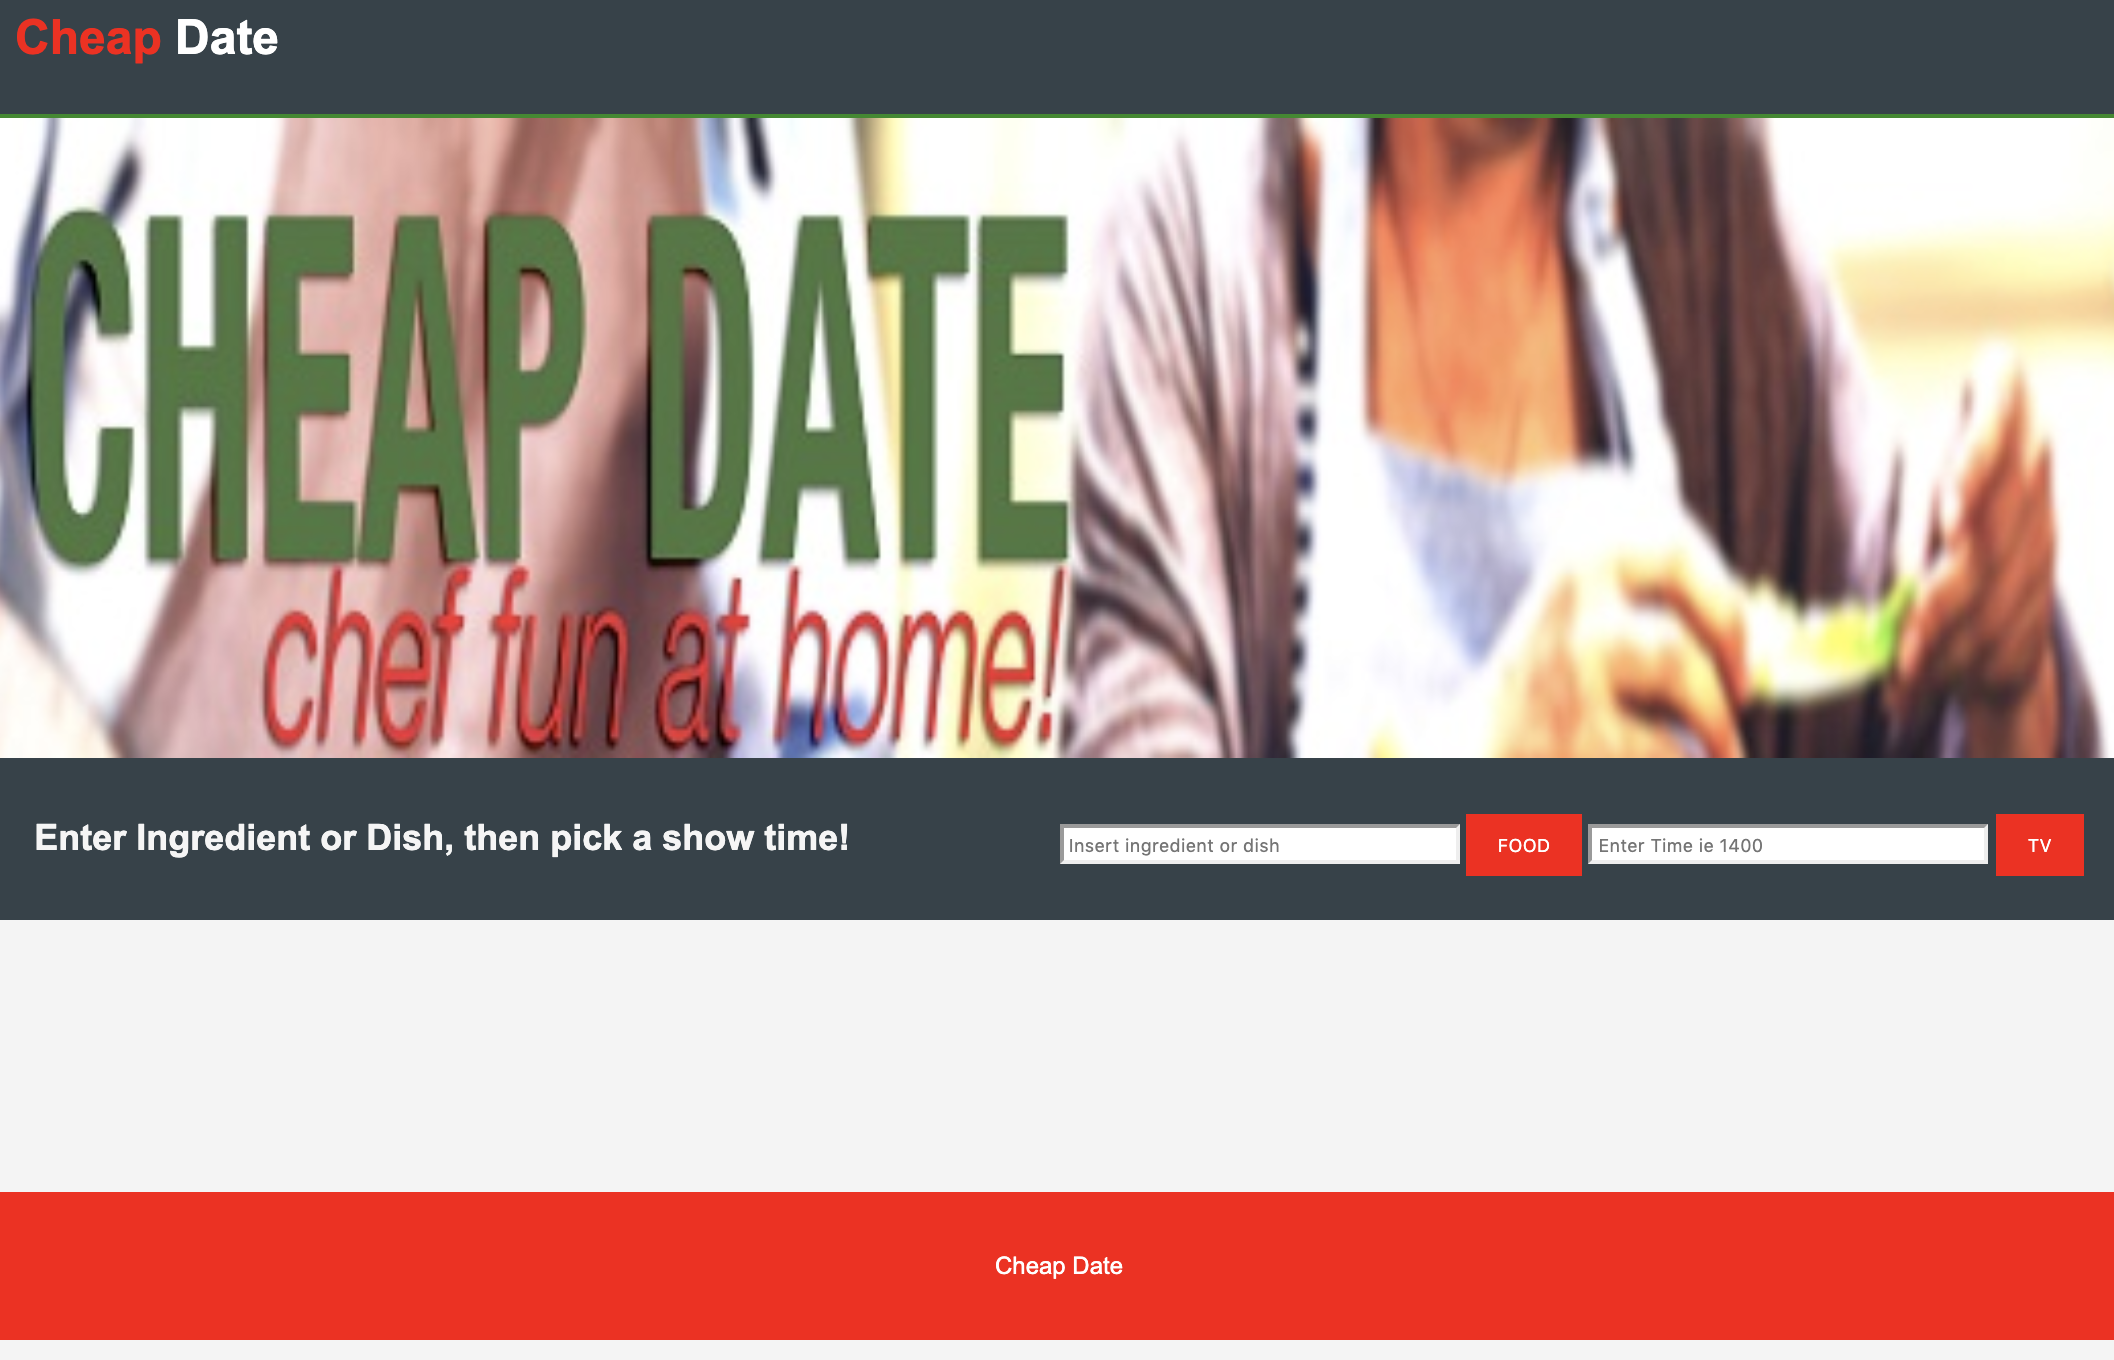 Cheap Date
CHEAP DATE
chef fun at home!
Enter Ingredient or Dish, then pick a show time!
Insert ingredient or dish
FOOD
Enter Time ie 1400
TV
Cheap Date